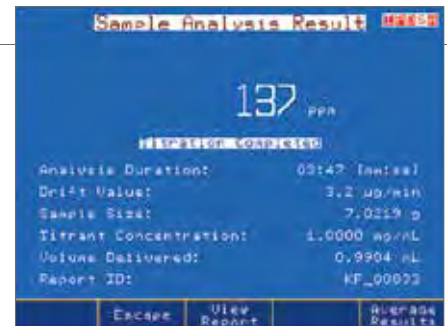 Sample Analysis Result
137 ppm
Titration Completed
Analysis Duration: 03:47 [mm:ss]
Drift Value: 3.2 µg/min
Sample Size: 7.0219 g
Titrant Concentration: 1.0000 mg/mL
Volume Delivered: 0.9904 mL
Report ID:
Escape View Report Average Results